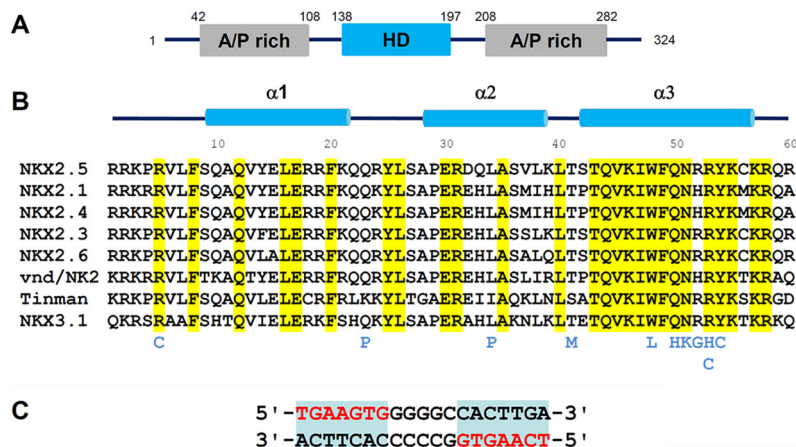 A
42 108 138 197 208 282
1 A/P rich HD A/P rich 324
B
α1 α2 α3
10 20 30 40 50 60
NKX2.5 RRKPRVLFSQAQVYELERRFKQQRYLSAPERDQLASVLKLTSTQVKIWFQNRRYKCKRQR
NKX2.1 RRKRRVLFSQAQVYELERRFKQQKYLSAPEREHLASMIHLTPTQVKIWFQNHRYKMKRQA
NKX2.4 RRKRRVLFSQAQVYELERRFKQQKYLSAPEREHLASMIHLTPTQVKIWFQNHRYKMKRQA
NKX2.3 RRKPRVLFSQAQVFELERRFKQQRYLSAPEREHLASSLKLTSTQVKIWFQNRRYKCKRQR
NKX2.6 RRKPRVLFSQAQVLALERRFKQQRYLSAPEREHLASALQLTSTQVKIWFQNRRYKCKRQR
vnd/NK2 KRKRRVLFTKAQTYELERRFRQQRYLSAPEREHLASLIRLTPTQVKIWFQNHRYKTKRAQ
Tinman KRKPRVLFSQAQVLELECRFRLKKYLTGAEREIIAQKLNLSATQVKIWFQNRRYKSKRGD
NKX3.1 QKRSRAAFSHTQVIELERKFSHQKYLSAPERAHLAKNLKLTETQVKIWFQNRRYKTKRKQ
C P P M L HKGHC
C
C
5'-TGAAGTGGGGGCCACTTGA-3'
3'-ACTTCACCCCCGGTGAACT-5'